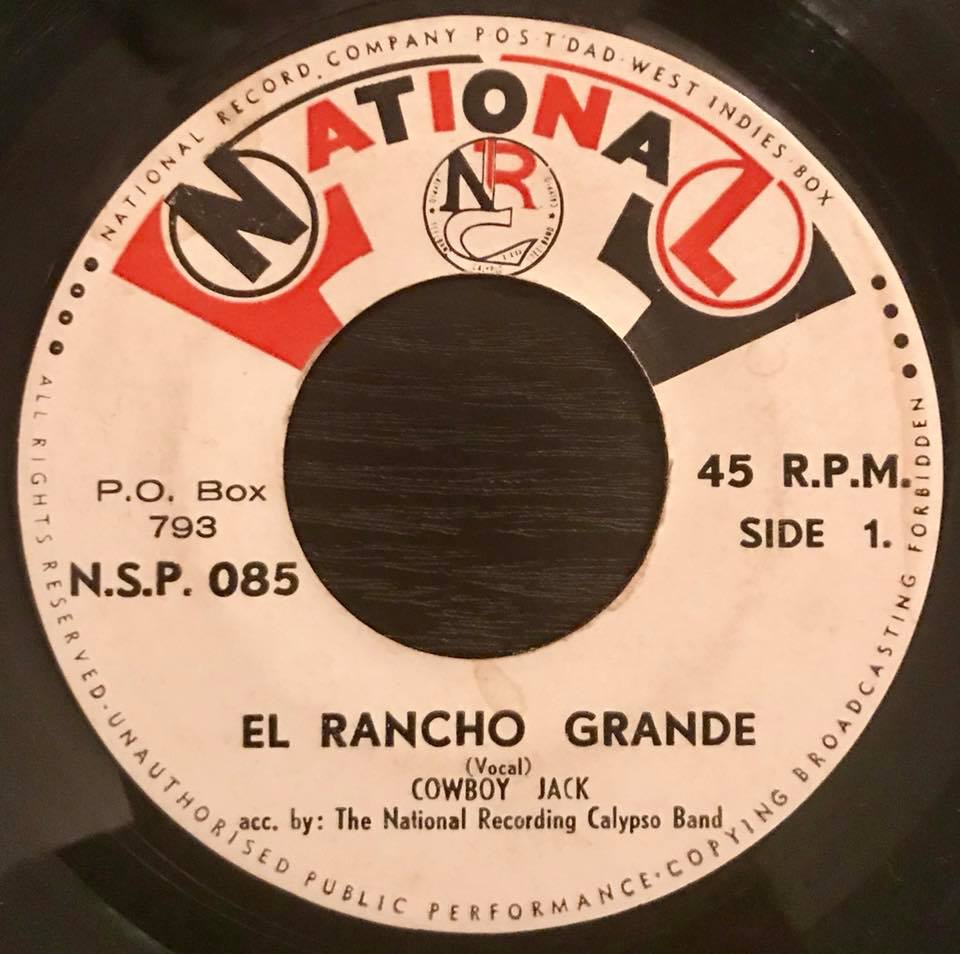 NATIONAL RECORD. COMPANY P·O·S·T'DAD·WEST INDIES·BOX
NATIONAL
NR
P.O. Box
793
N.S.P. 085
45 R.P.M.
SIDE 1.
EL RANCHO GRANDE
(Vocal)
COWBOY JACK
acc. by: The National Recording Calypso Band
ALL RIGHTS RESERVED·UNAUTHORISED PUBLIC PERFORMANCE·COPYING BROADCASTING FORBIDDEN